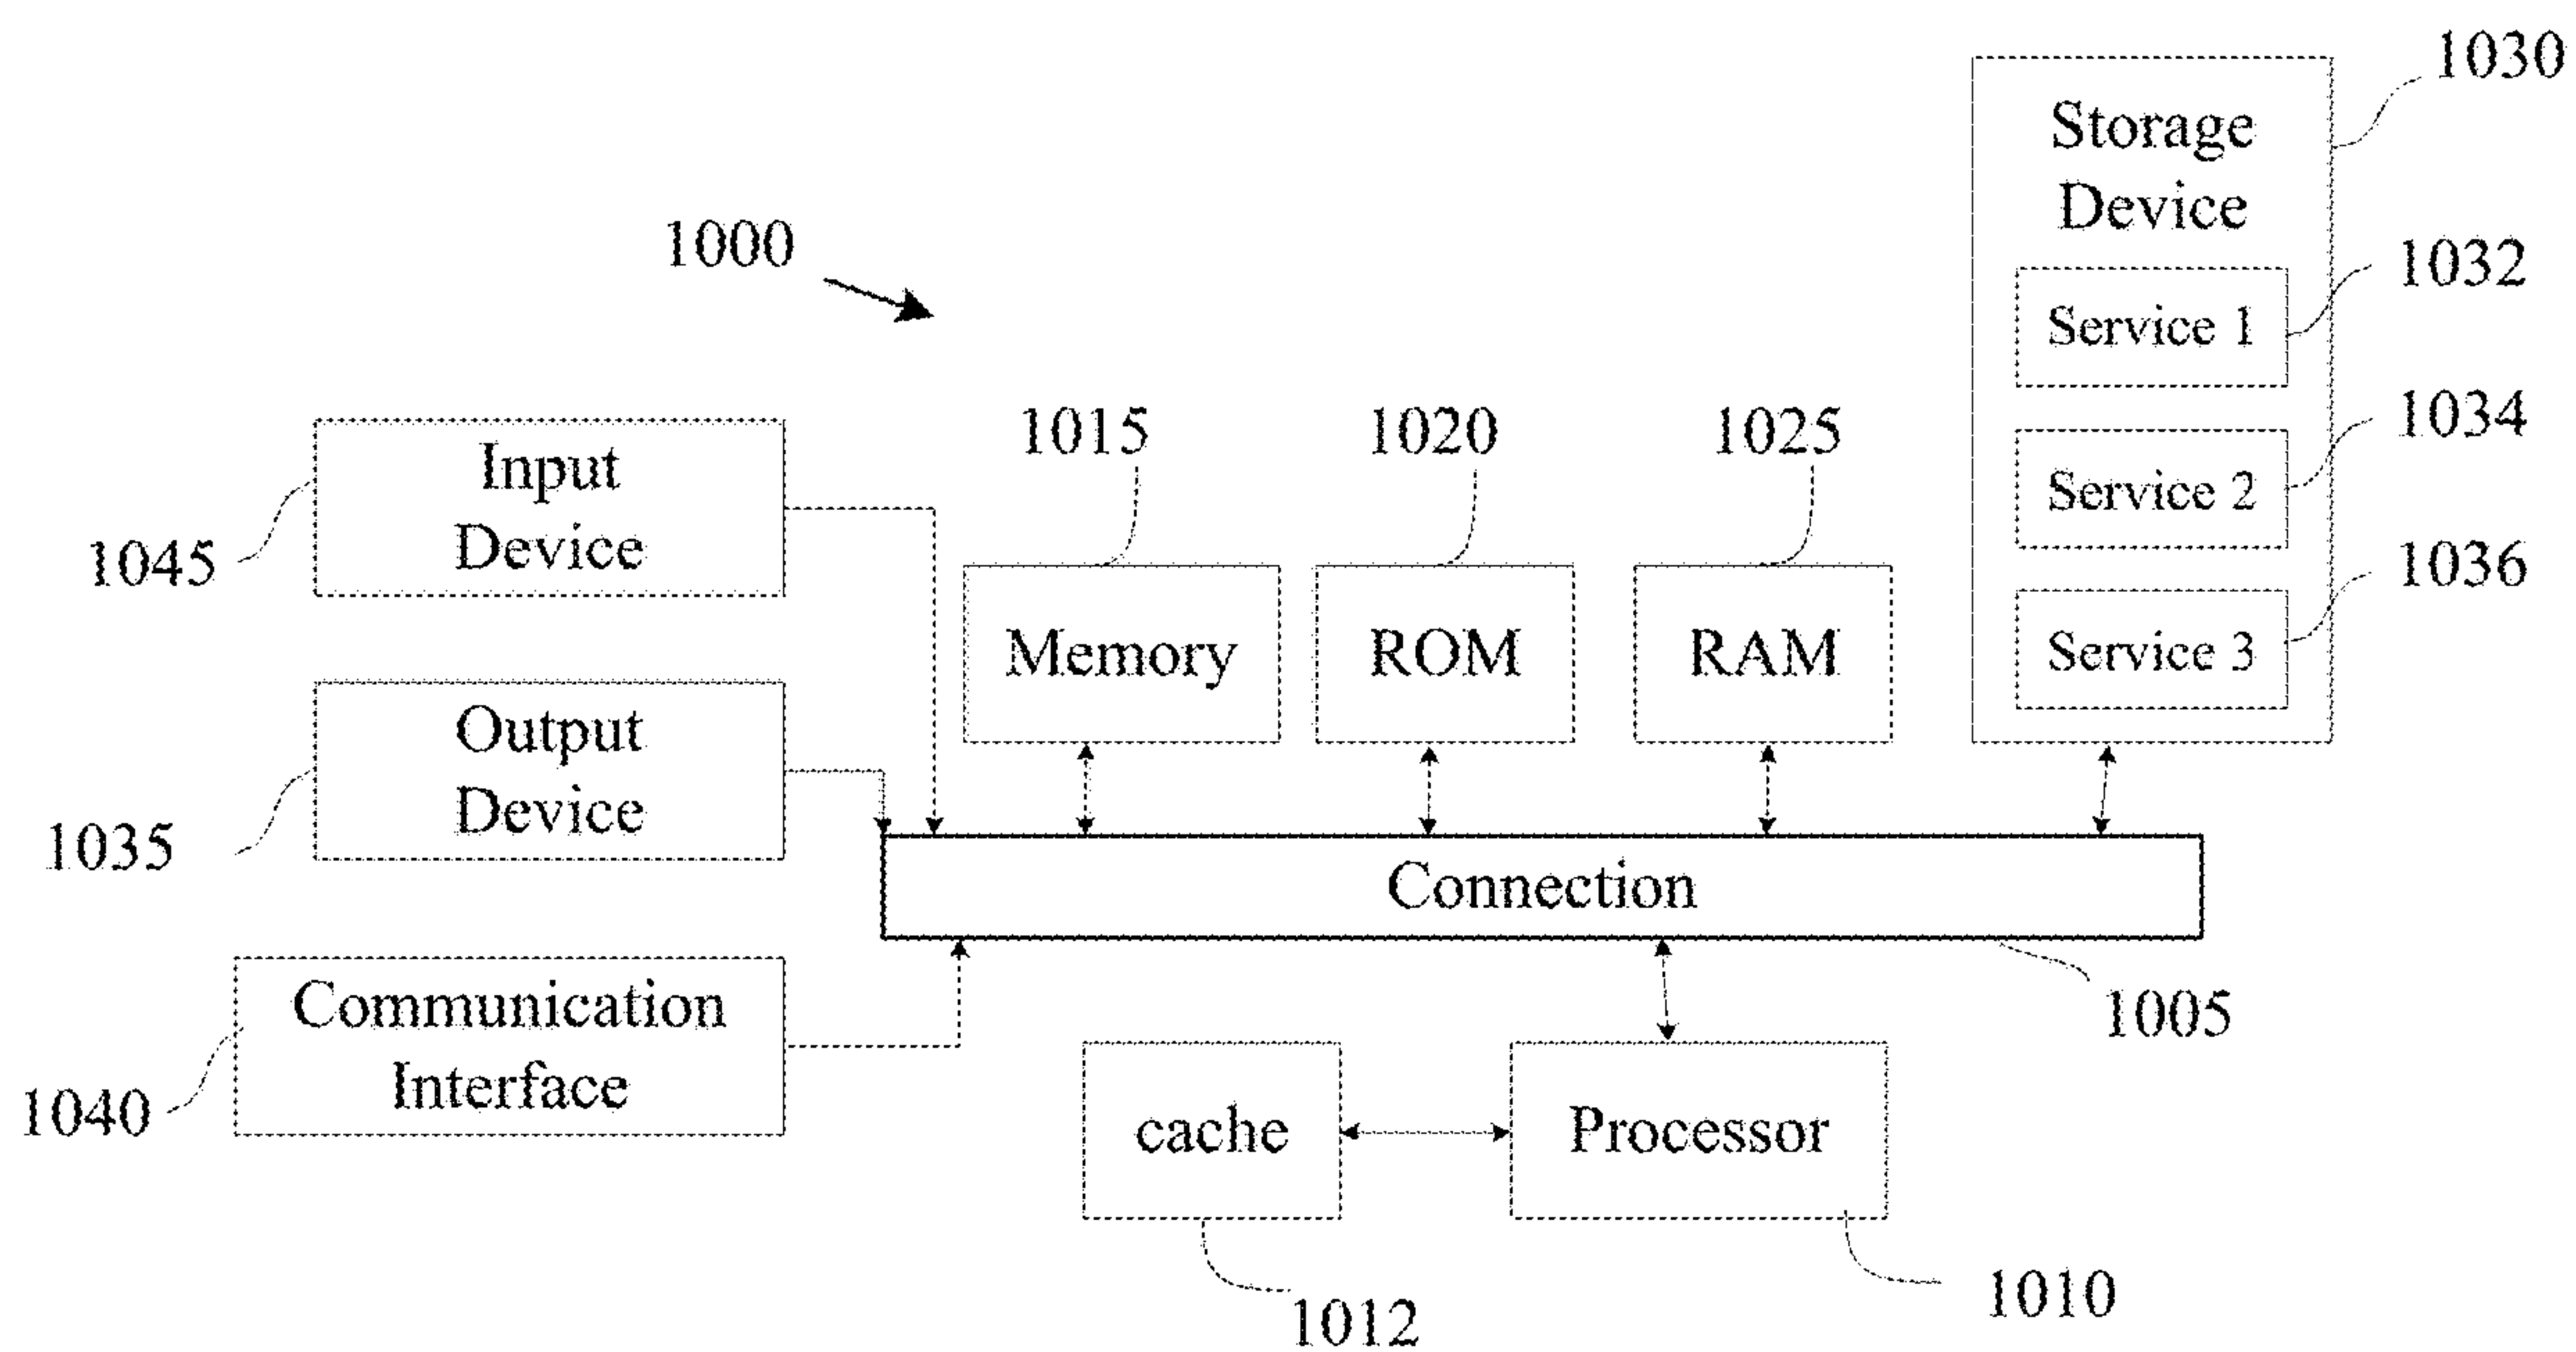 1030
Storage
Device
1000
1032
Service 1
1015
1020
1025
1034
Input
Device
Service 2
1045
1036
Memory
ROM
RAM
Service 3
Output
Device
1035
Connection
Communication
Interface
1005
1040
cache
Processor
1010
1012